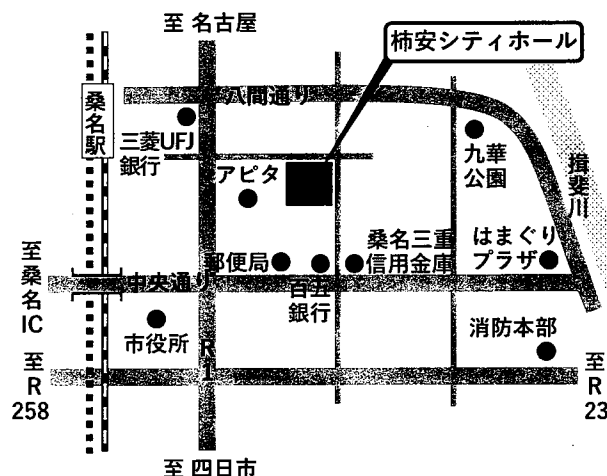 至 名古屋
柿安シティホール
八間通り
桑名駅
三菱UFJ
銀行
アピタ
九華
公園
揖斐川
至桑名IC
郵便局
桑名三重
信用金庫
はまぐり
プラザ
中央通り
百五
銀行
市役所
R1
消防本部
至
R
258
至
R
23
至 四日市